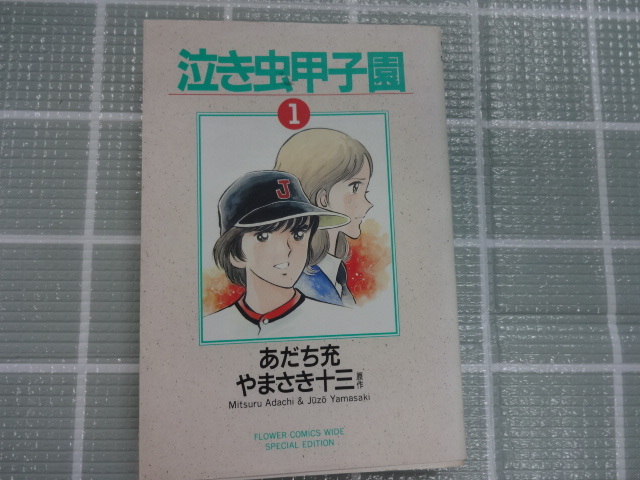 泣き虫甲子園
1
J
あだち充
やまさき十三原作
Mitsuru Adachi & Jūzō Yamasaki
FLOWER COMICS WIDE
SPECIAL EDITION